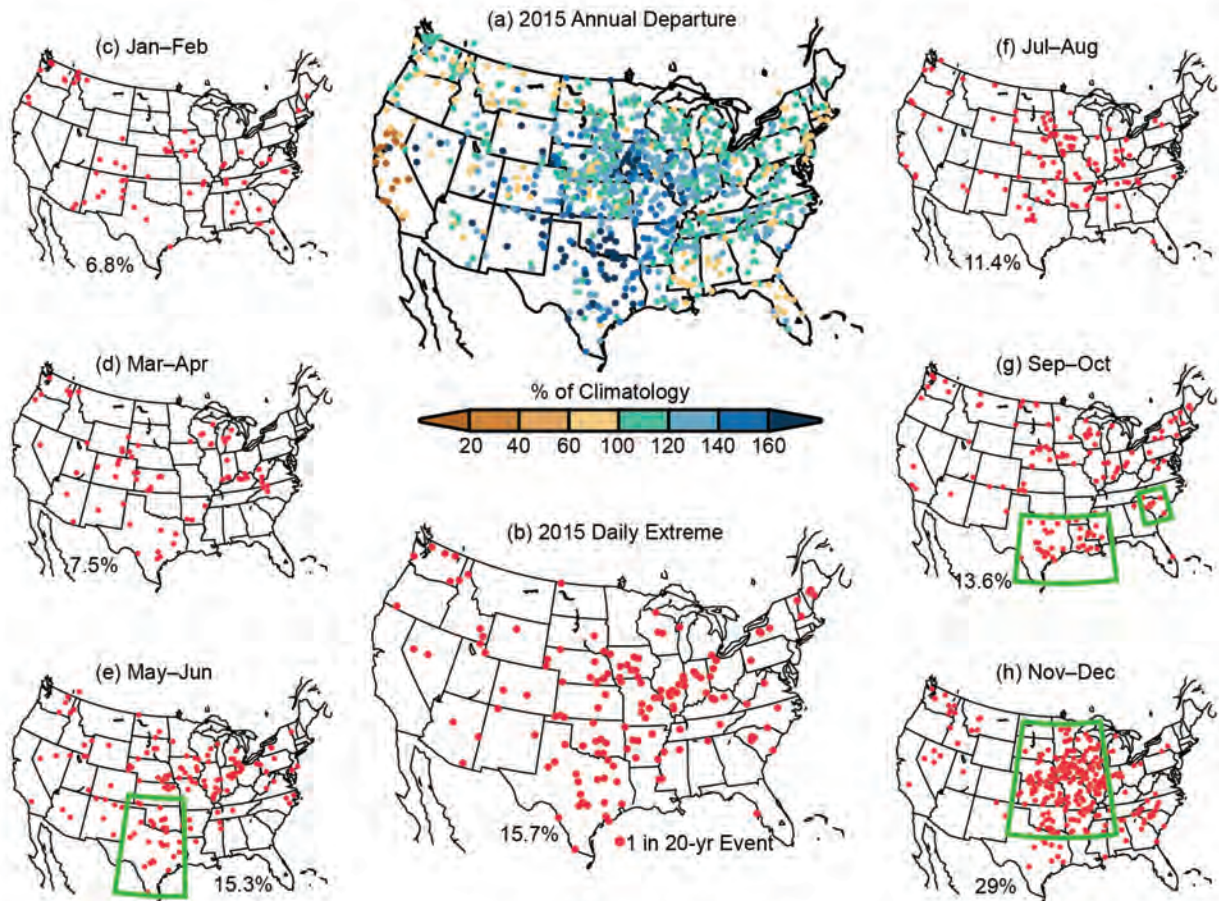 (a) 2015 Annual Departure
(c) Jan–Feb
6.8%
(f) Jul–Aug
11.4%
(d) Mar–Apr
7.5%
% of Climatology
20 40 60 100 120 140 160
(g) Sep–Oct
13.6%
(b) 2015 Daily Extreme
15.7%
1 in 20-yr Event
(e) May–Jun
15.3%
(h) Nov–Dec
29%